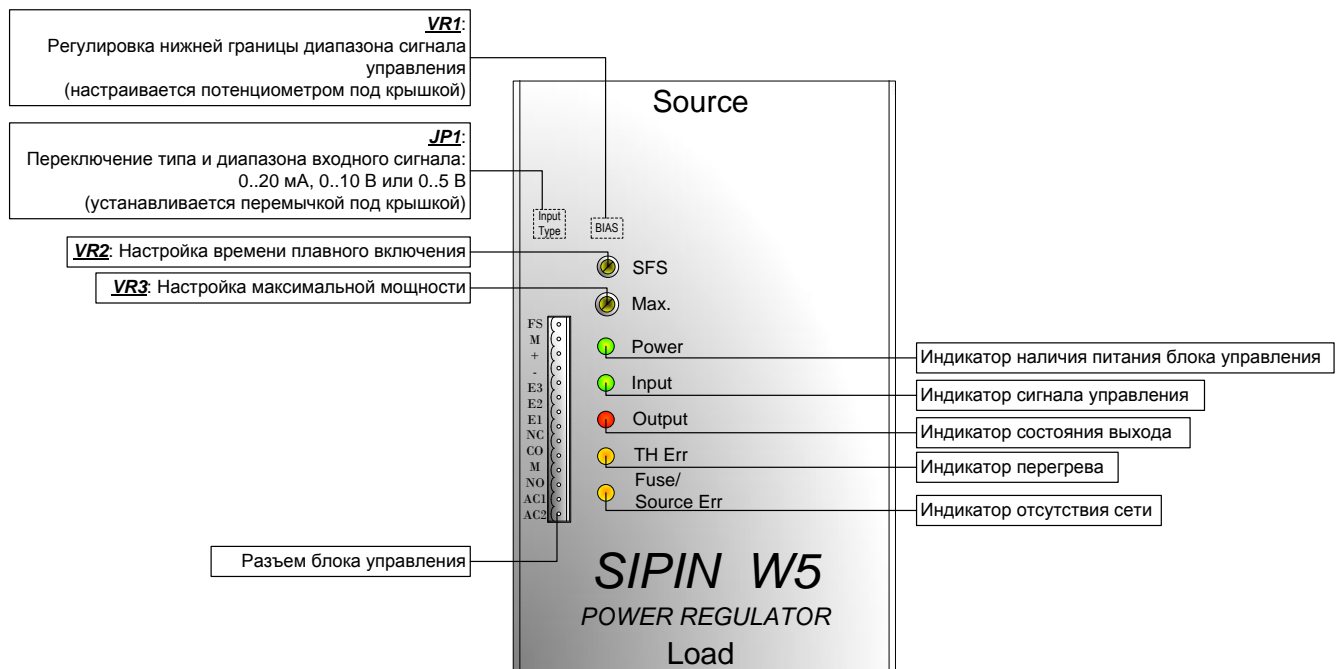 VR1:
Регулировка нижней границы диапазона сигнала
управления
(настраивается потенциометром под крышкой)
JP1:
Переключение типа и диапазона входного сигнала:
0..20 мА, 0..10 В или 0..5 В
(устанавливается перемычкой под крышкой)
VR2: Настройка времени плавного включения
VR3: Настройка максимальной мощности
Source
Input
Type
BIAS
SFS
Max.
FS
M
+
-
E3
E2
E1
NC
CO
M
NO
AC1
AC2
Power
Input
Output
TH Err
Fuse/
Source Err
Индикатор наличия питания блока управления
Индикатор сигнала управления
Индикатор состояния выхода
Индикатор перегрева
Индикатор отсутствия сети
Разъем блока управления
SIPIN W5
POWER REGULATOR
Load